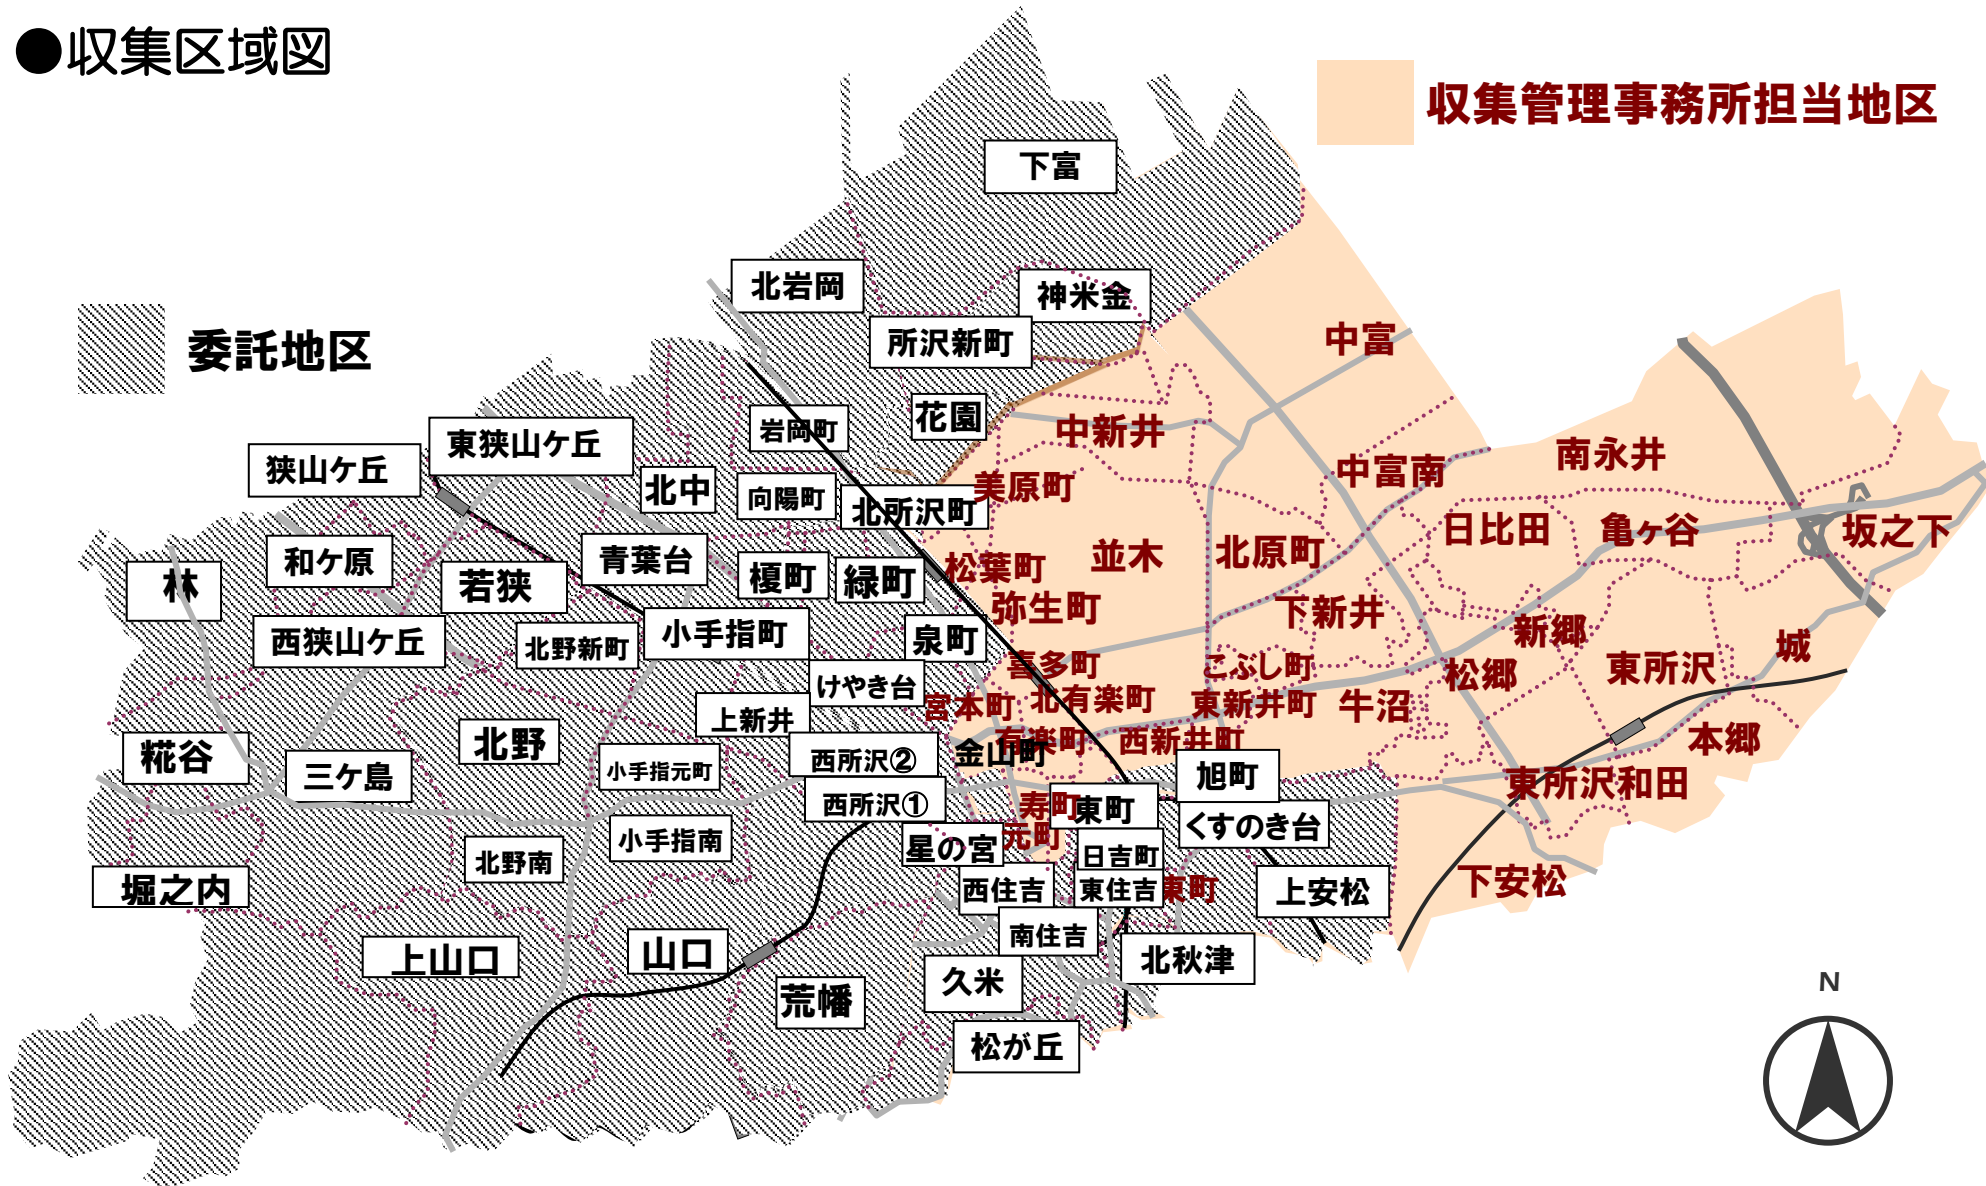 ●収集区域図
収集管理事務所担当地区
下富
北岩岡
神米金
所沢新町
中富
委託地区
花園
岩岡町
中新井
東狭山ケ丘
狭山ケ丘
南永井
中富南
北中
向陽町
美原町
北所沢町
日比田
亀ヶ谷
坂之下
和ケ原
青葉台
松葉町
並木
北原町
林
若狭
榎町
緑町
弥生町
下新井
西狭山ケ丘
北野新町
小手指町
泉町
新郷
城
喜多町
こぶし町
松郷
東所沢
けやき台
宮本町
北有楽町
東新井町
牛沼
上新井
北野
有楽町
西新井町
本郷
糀谷
三ケ島
小手指元町
西所沢②
金山町
旭町
東所沢和田
西所沢①
寿町
東町
くすのき台
小手指南
元町
星の宮
北野南
日吉町
堀之内
西住吉
東住吉
東町
上安松
下安松
南住吉
上山口
山口
北秋津
久米
荒幡
松が丘
N